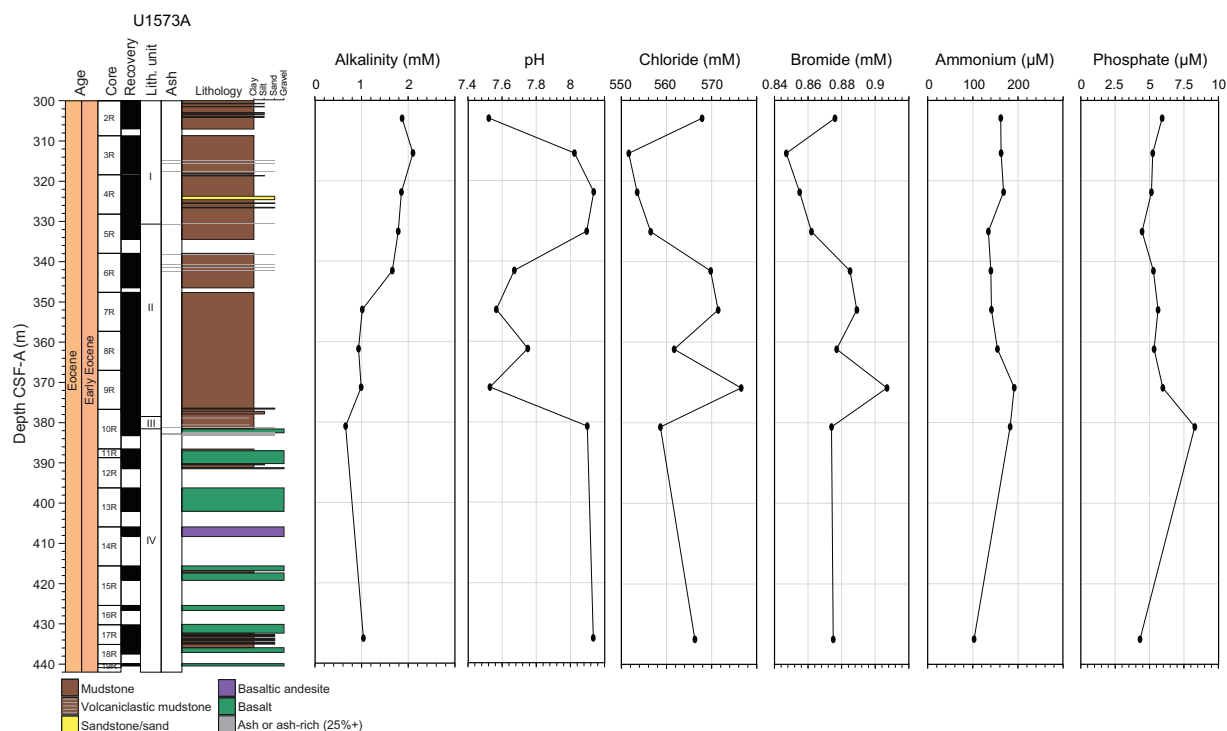 U1573A
Age
Core
Recovery
Lith. unit
Ash
Lithology
Clay
Silt
Sand
Gravel
Alkalinity (mM)
0 1 2 3
pH
7.4 7.6 7.8 8
Chloride (mM)
550 560 570 580
Bromide (mM)
0.84 0.86 0.88 0.9
Ammonium (µM)
0 100 200 300
Phosphate (µM)
0 2.5 5 7.5 10
Depth CSF-A (m)
300
310
320
330
340
350
360
370
380
390
400
410
420
430
440
Eocene
Early Eocene
2R
3R
4R
5R
6R
7R
8R
9R
10R
11R
12R
13R
14R
15R
16R
17R
18R
19R
I
II
III
IV
Mudstone
Volcaniclastic mudstone
Sandstone/sand
Basaltic andesite
Basalt
Ash or ash-rich (25%+)